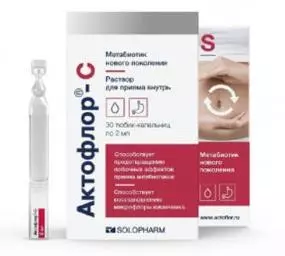 Актофлор®-С
Метабиотик
нового поколения
Раствор
для приема внутрь
30 тюбик-капельниц
по 2 мл
Способствует
предотвращению
побочных эффектов
приема антибиотиков
Способствует
восстановлению
микрофлоры кишечника
SOLOPHARM
S
Метабиотик
нового
поколения
www.actoflor.ru
Актофлор-С